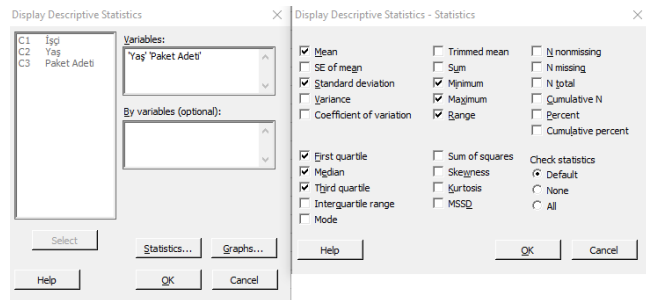 Display Descriptive Statistics
C1 İşçi
C2 Yaş
C3 Paket Adeti
Variables:
'Yaş' 'Paket Adeti'
By variables (optional):
Select
Statistics...
Graphs...
Help
OK
Cancel
Display Descriptive Statistics - Statistics
Mean
SE of mean
Standard deviation
Variance
Coefficient of variation
First quartile
Median
Third quartile
Interquartile range
Mode
Trimmed mean
Sum
Minimum
Maximum
Range
Sum of squares
Skewness
Kurtosis
MSSD
N nonmissing
N missing
N total
Cumulative N
Percent
Cumulative percent
Check statistics
Default
None
All
Help
OK
Cancel